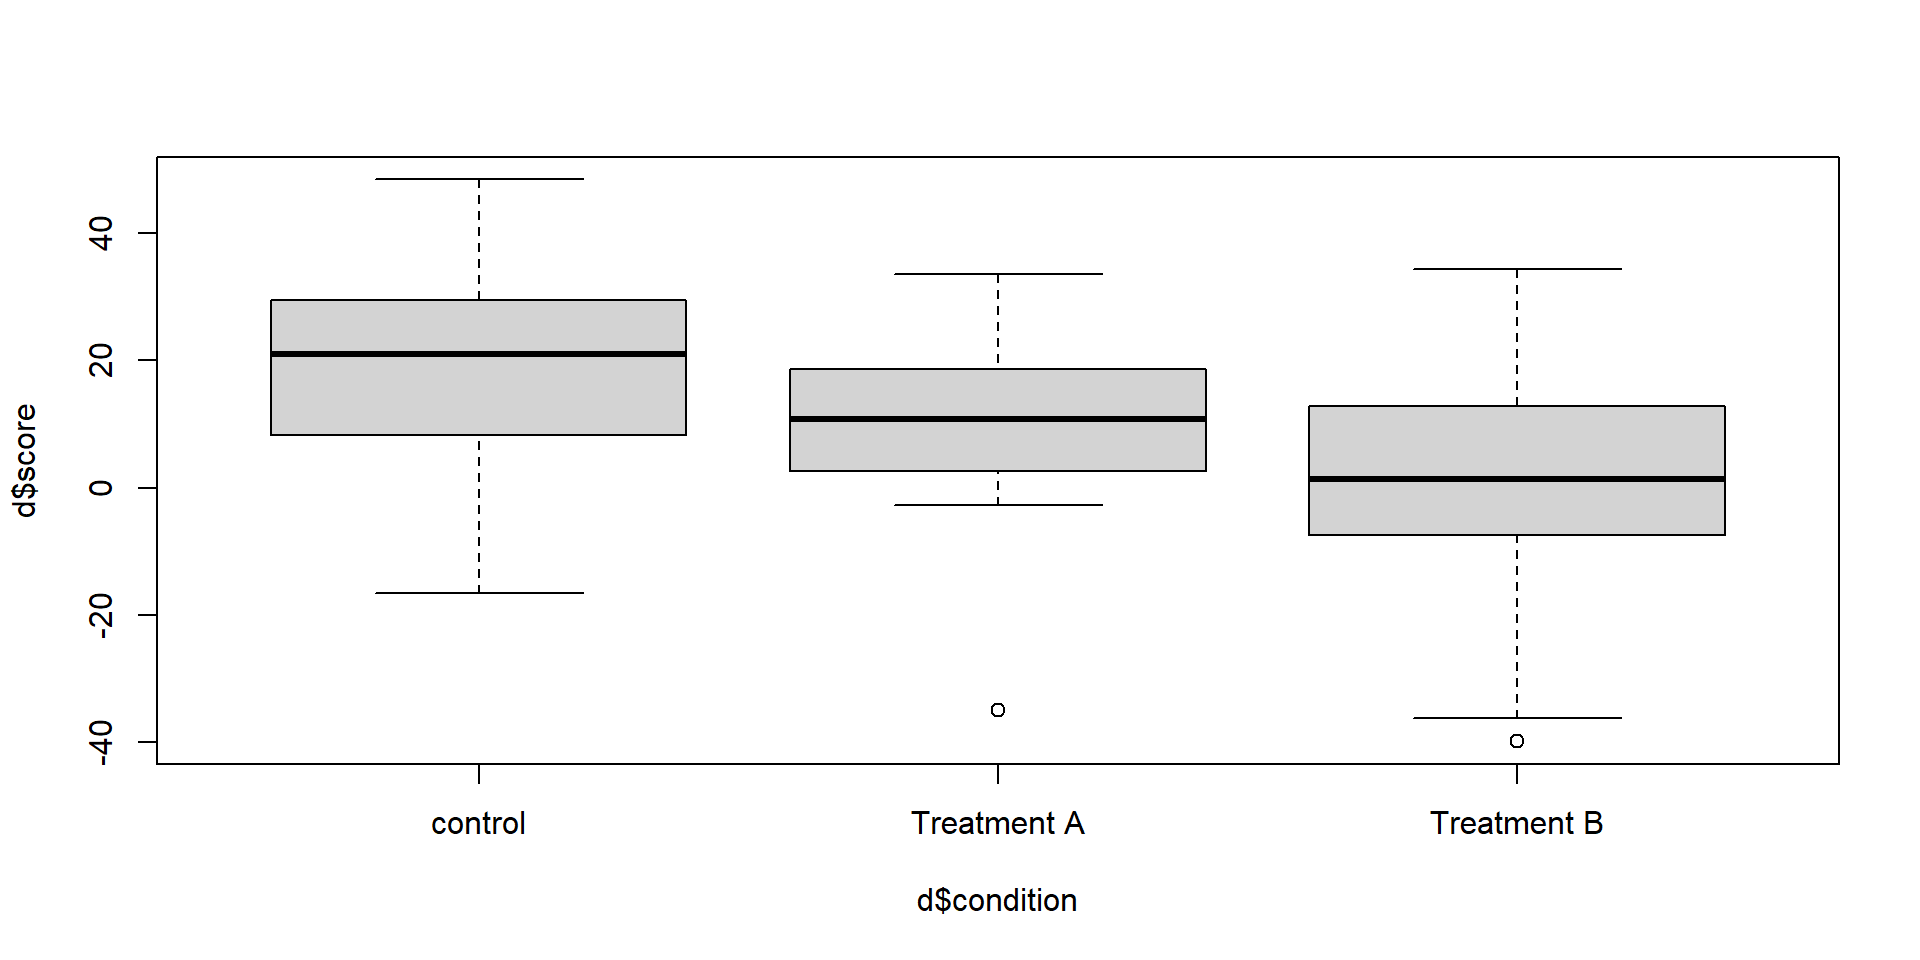 d$score
40
20
0
-20
-40
control
Treatment A
Treatment B
d$condition